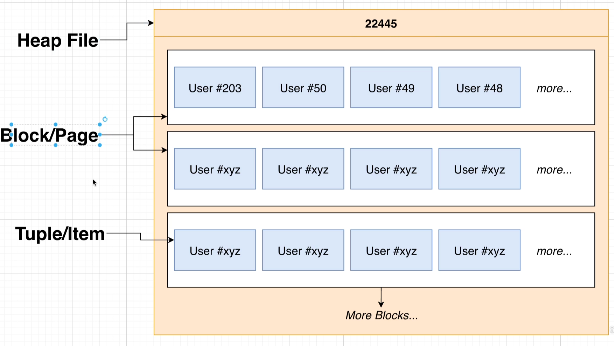 22445
Heap File
User #203 User #50 User #49 User #48 more...
Block/Page
User #xyz User #xyz User #xyz User #xyz more...
Tuple/Item
User #xyz User #xyz User #xyz User #xyz more...
More Blocks...